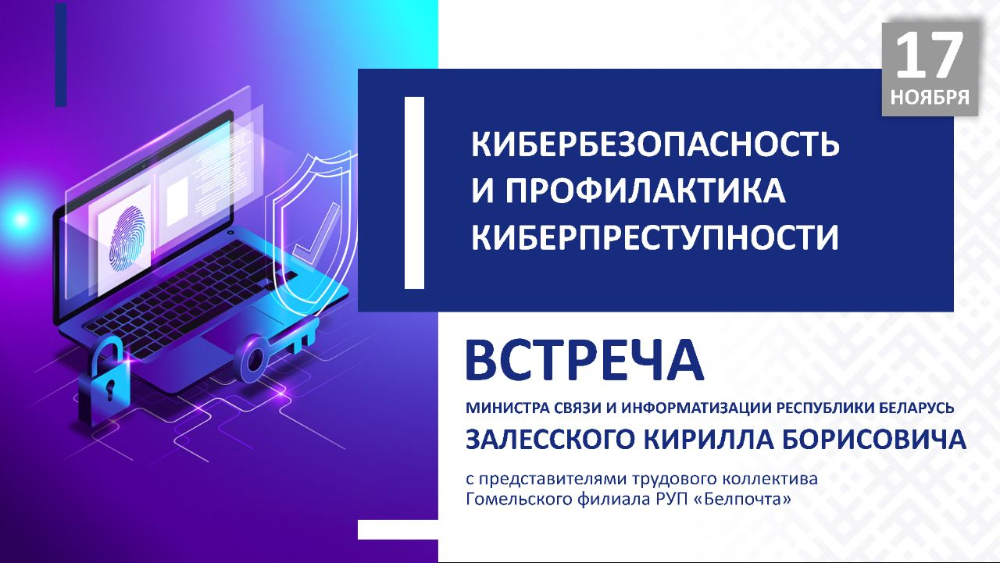 17
НОЯБРЯ
КИБЕРБЕЗОПАСНОСТЬ
И ПРОФИЛАКТИКА
КИБЕРПРЕСТУПНОСТИ
ВСТРЕЧА
МИНИСТРА СВЯЗИ И ИНФОРМАТИЗАЦИИ РЕСПУБЛИКИ БЕЛАРУСЬ
ЗАЛЕССКОГО КИРИЛЛА БОРИСОВИЧА
с представителями трудового коллектива
Гомельского филиала РУП «Белпочта»